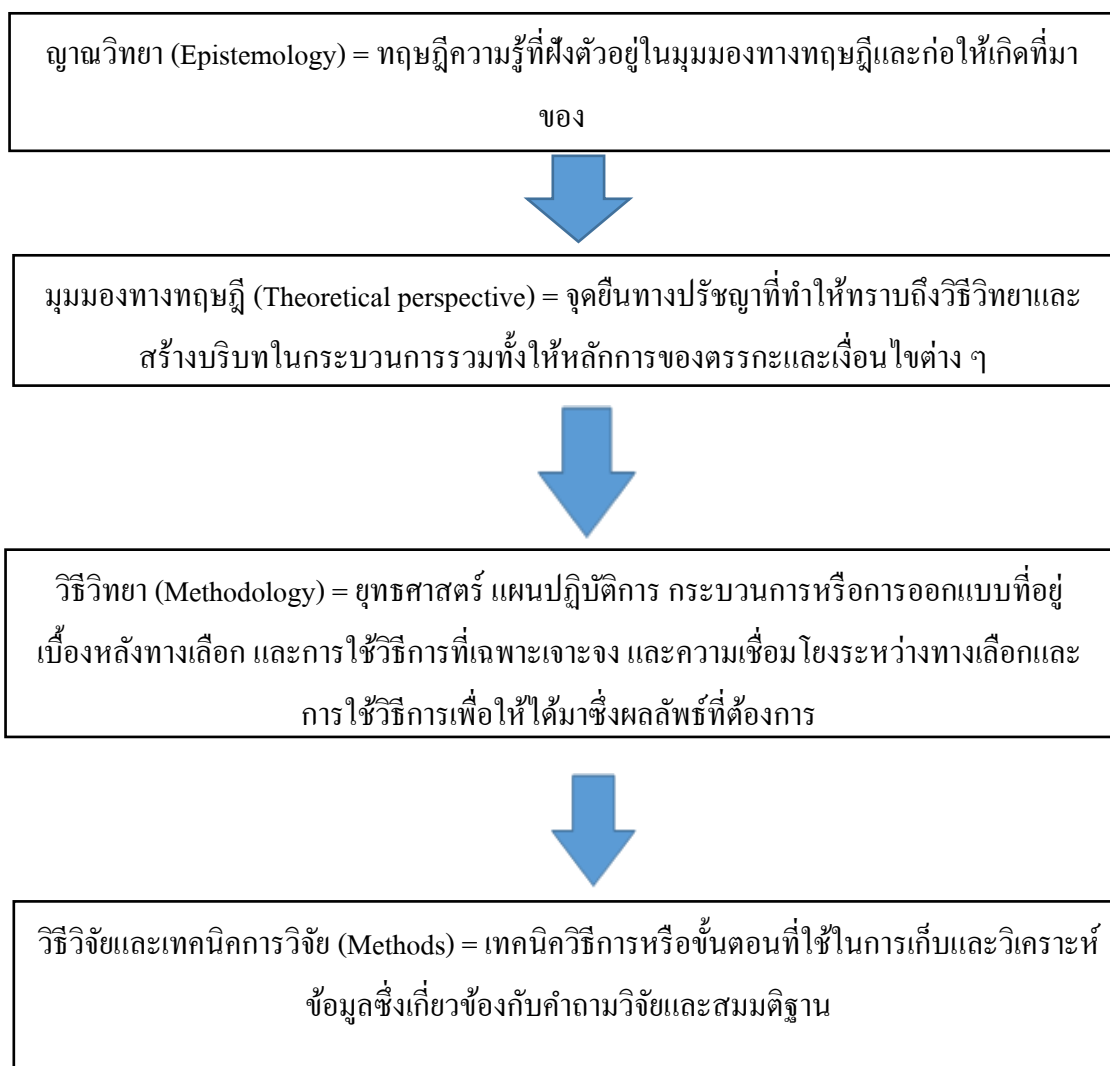 ญาณวิทยา (Epistemology) = ทฤษฎีความรู้ที่ฝังตัวอยู่ในมุมมองทางทฤษฎีและก่อให้เกิดที่มา
ของ
มุมมองทางทฤษฎี (Theoretical perspective) = จุดยืนทางปรัชญาที่ทำให้ทราบถึงวิธีวิทยาและ
สร้างบริบทในกระบวนการรวมทั้งให้หลักการของตรรกะและเงื่อนไขต่าง ๆ
วิธีวิทยา (Methodology) = ยุทธศาสตร์ แผนปฏิบัติการ กระบวนการหรือการออกแบบที่อยู่
เบื้องหลังทางเลือก และการใช้วิธีการที่เฉพาะเจาะจง และความเชื่อมโยงระหว่างทางเลือกและ
การใช้วิธีการเพื่อให้ได้มาซึ่งผลลัพธ์ที่ต้องการ
วิธีวิจัยและเทคนิคการวิจัย (Methods) = เทคนิควิธีการหรือขั้นตอนที่ใช้ในการเก็บและวิเคราะห์
ข้อมูลซึ่งเกี่ยวข้องกับคำถามวิจัยและสมมติฐาน